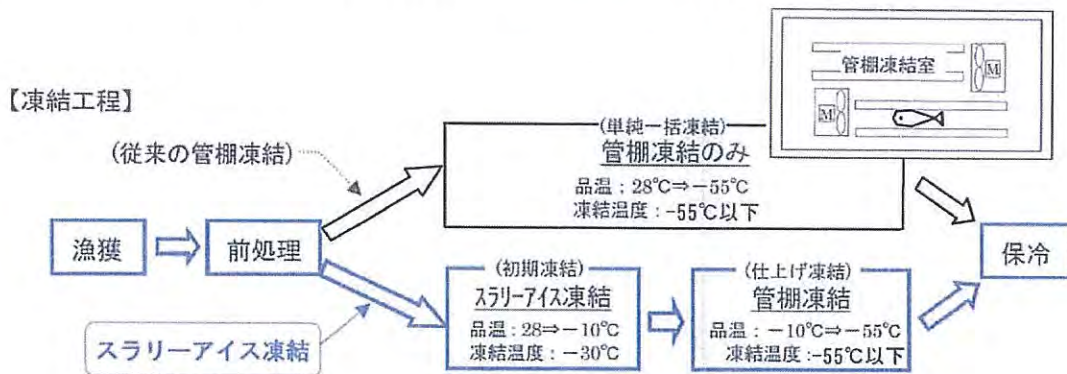 【凍結工程】
(従来の管棚凍結)
管棚凍結室
M
M
(単純一括凍結)
管棚凍結のみ
品温：28℃⇒－55℃
凍結温度：-55℃以下
漁獲
前処理
保冷
(初期凍結)
スラリーアイス凍結
品温：28⇒－10℃
凍結温度：－30℃
(仕上げ凍結)
管棚凍結
品温：－10℃⇒－55℃
凍結温度：-55℃以下
スラリーアイス凍結